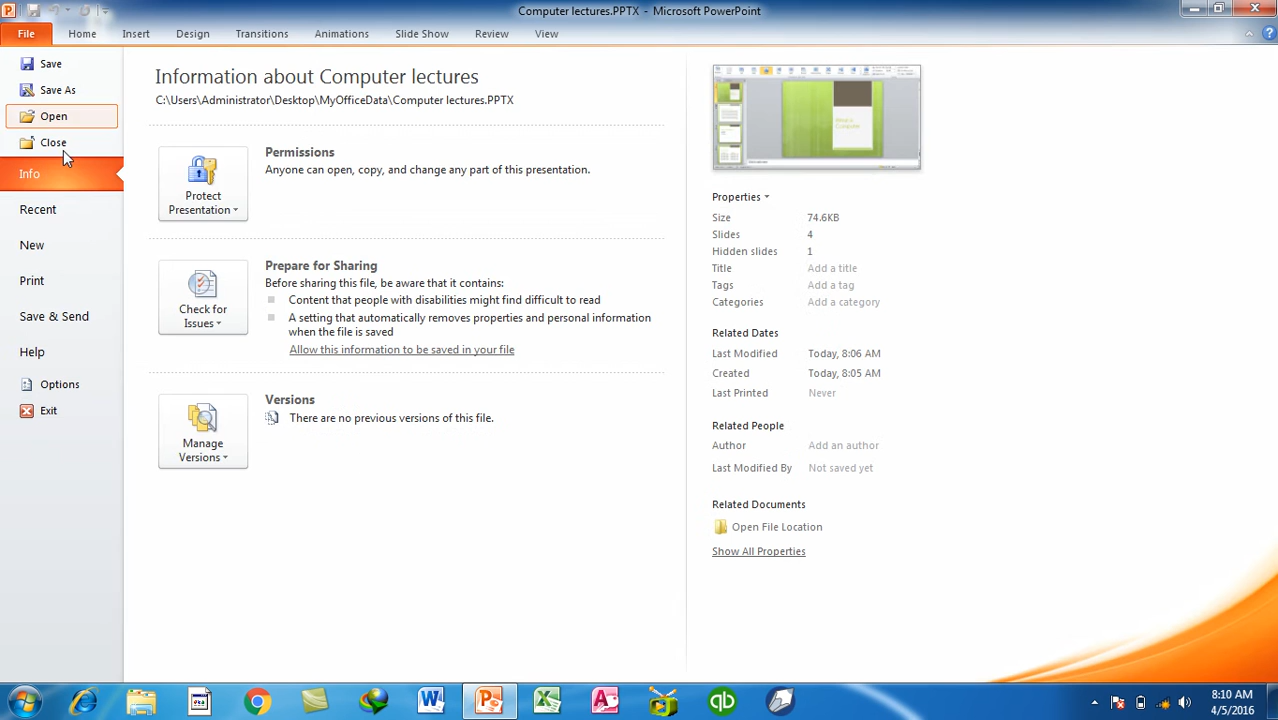 Computer lectures.PPTX - Microsoft PowerPoint
File Home Insert Design Transitions Animations Slide Show Review View
Save
Save As
Open
Close
Info
Recent
New
Print
Save & Send
Help
Options
Exit
Information about Computer lectures
C:\Users\Administrator\Desktop\MyOfficeData\Computer lectures.PPTX
Protect
Presentation
Permissions
Anyone can open, copy, and change any part of this presentation.
Check for
Issues
Prepare for Sharing
Before sharing this file, be aware that it contains:
Content that people with disabilities might find difficult to read
A setting that automatically removes properties and personal information
when the file is saved
Allow this information to be saved in your file
Manage
Versions
Versions
There are no previous versions of this file.
Properties
Size 74.6KB
Slides 4
Hidden slides 1
Title Add a title
Tags Add a tag
Categories Add a category
Related Dates
Last Modified Today, 8:06 AM
Created Today, 8:05 AM
Last Printed Never
Related People
Author Add an author
Last Modified By Not saved yet
Related Documents
Open File Location
Show All Properties
8:10 AM
4/5/2016